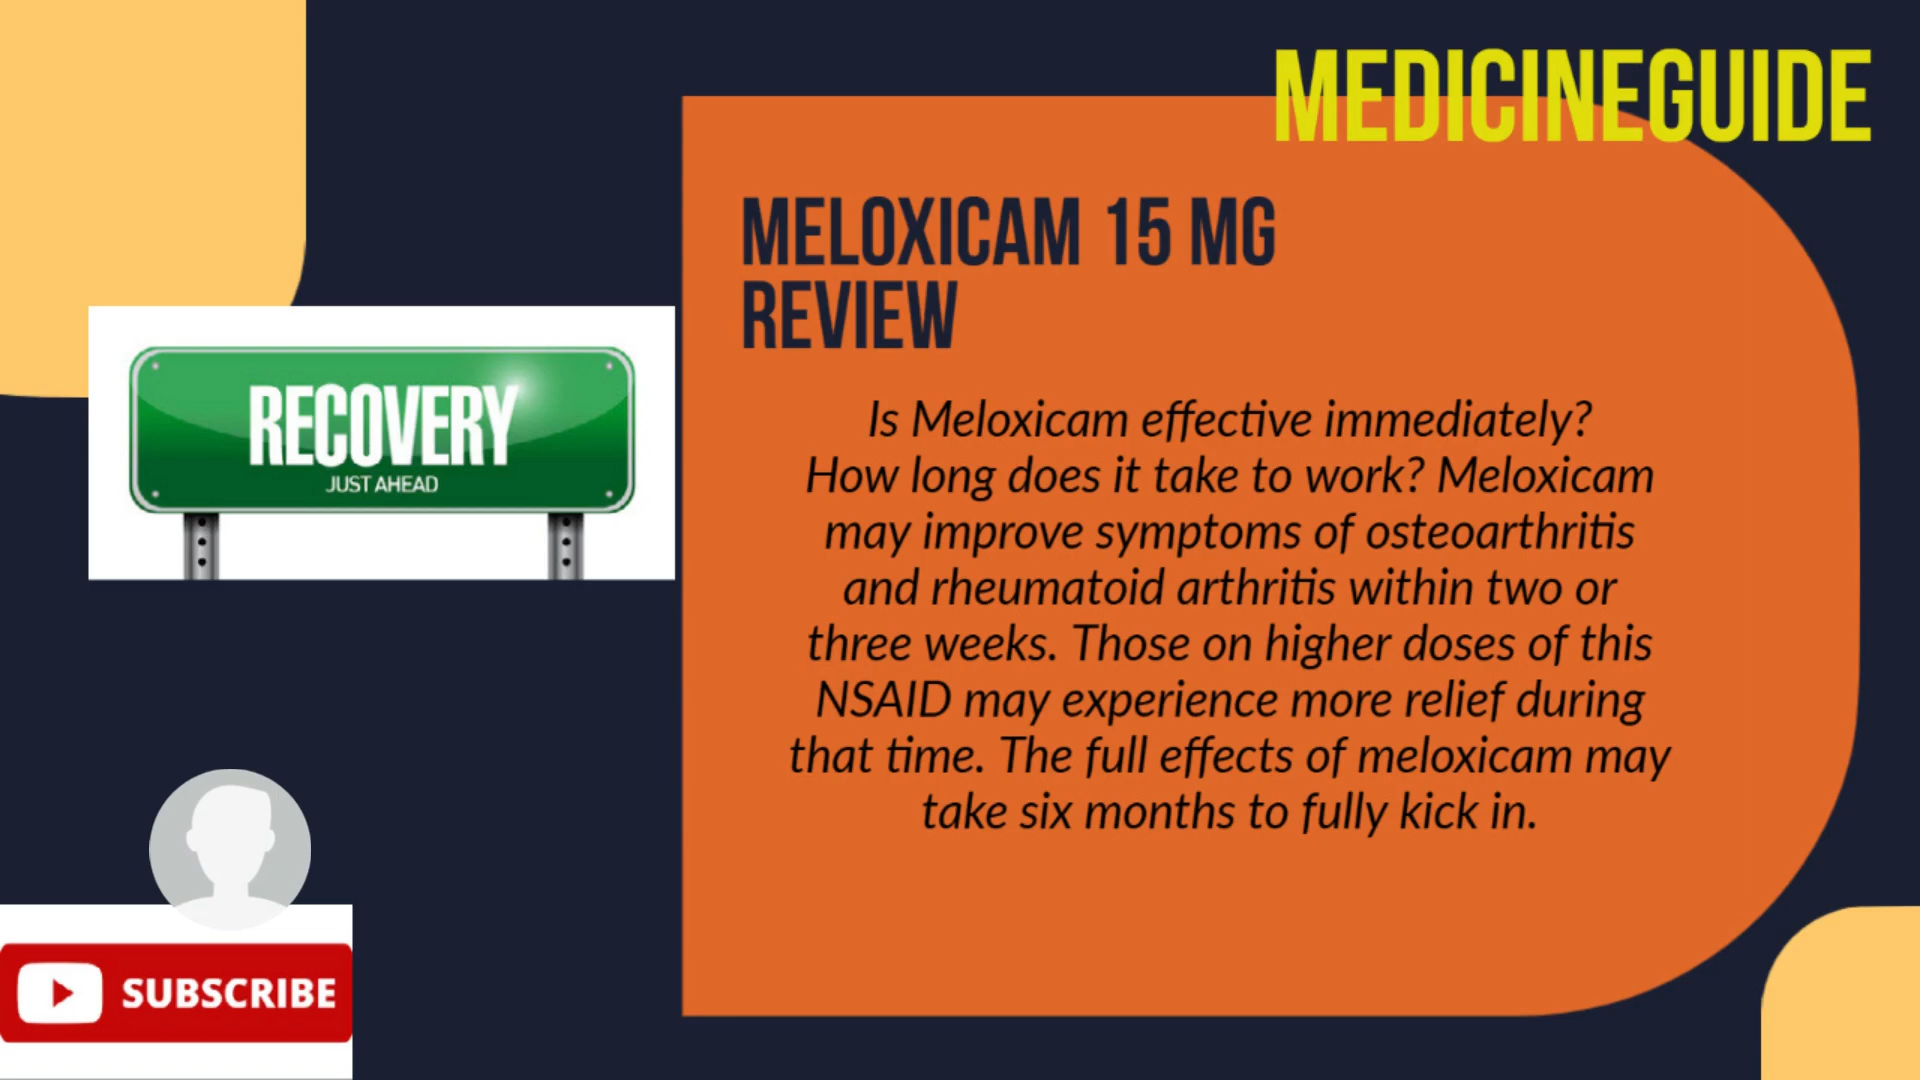 MEDICINEGUIDE
MELOXICAM 15 MG
REVIEW
Is Meloxicam effective immediately?
How long does it take to work? Meloxicam
may improve symptoms of osteoarthritis
and rheumatoid arthritis within two or
three weeks. Those on higher doses of this
NSAID may experience more relief during
that time. The full effects of meloxicam may
take six months to fully kick in.
RECOVERY
JUST AHEAD
SUBSCRIBE